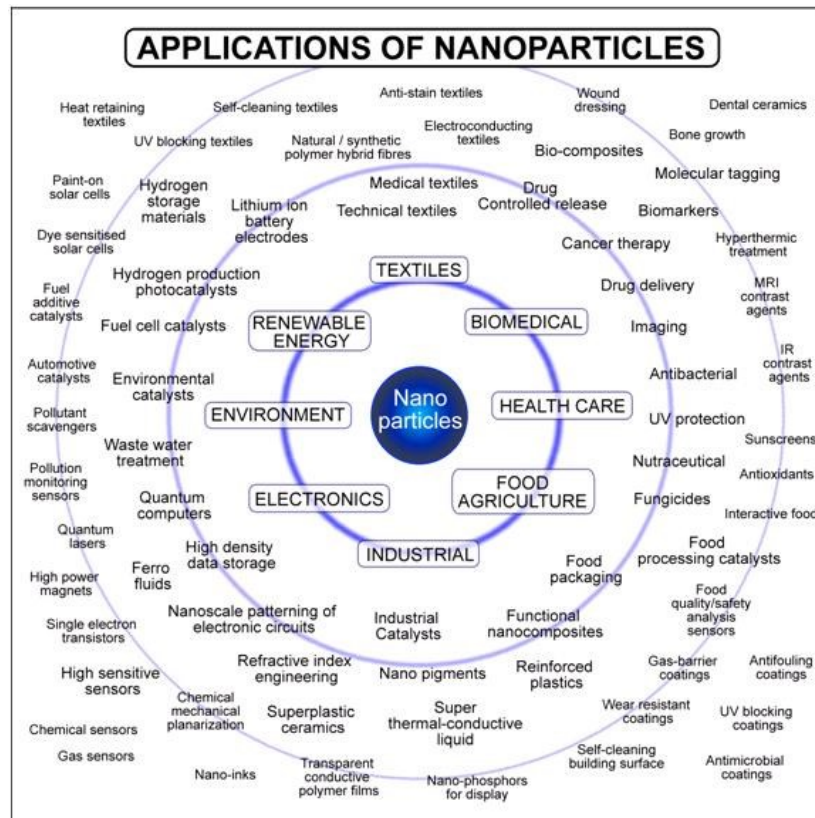 APPLICATIONS OF NANOPARTICLES
Anti-stain textiles
Wound
dressing
Dental ceramics
Heat retaining
textiles
Self-cleaning textiles
Electroconducting
textiles
Bone growth
UV blocking textiles
Natural / synthetic
polymer hybrid fibres
Bio-composites
Molecular tagging
Paint-on
solar cells
Hydrogen
storage
materials
Lithium ion
battery
electrodes
Medical textiles
Technical textiles
Drug
Controlled release
Biomarkers
Dye sensitised
solar cells
Cancer therapy
Hyperthermic
treatment
Hydrogen production
photocatalysts
TEXTILES
Drug delivery
MRI
contrast
agents
Fuel
additive
catalysts
Fuel cell catalysts
RENEWABLE
ENERGY
BIOMEDICAL
Imaging
IR
contrast
agents
Automotive
catalysts
Environmental
catalysts
Antibacterial
Pollutant
scavengers
ENVIRONMENT
Nano
particles
HEALTH CARE
UV protection
Sunscreens
Waste water
treatment
Nutraceutical
Antioxidants
Pollution
monitoring
sensors
Quantum
computers
ELECTRONICS
FOOD
AGRICULTURE
Fungicides
Interactive food
Quantum
lasers
High density
data storage
INDUSTRIAL
Food
processing catalysts
High power
magnets
Ferro
fluids
Food
packaging
Food
quality/safety
analysis
sensors
Single electron
transistors
Nanoscale patterning of
electronic circuits
Industrial
Catalysts
Functional
nanocomposites
High sensitive
sensors
Refractive index
engineering
Nano pigments
Reinforced
plastics
Gas-barrier
coatings
Antifouling
coatings
Chemical
mechanical
planarization
Superplastic
ceramics
Super
thermal-conductive
liquid
Wear resistant
coatings
UV blocking
coatings
Chemical sensors
Gas sensors
Self-cleaning
building surface
Antimicrobial
coatings
Nano-inks
Transparent
conductive
polymer films
Nano-phosphors
for display